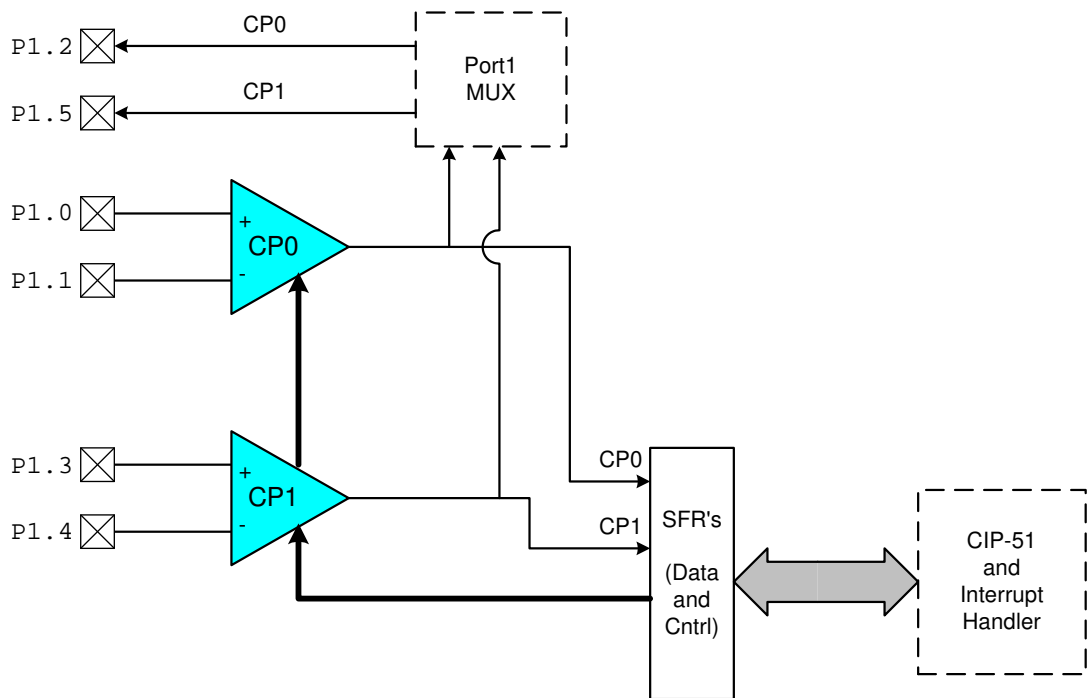 CP0
P1.2
Port1
MUX
CP1
P1.5
P1.0
+
CP0
P1.1
-
P1.3
+
CP1
P1.4
-
CP0
CP1
SFR's
(Data
and
Cntrl)
CIP-51
and
Interrupt
Handler